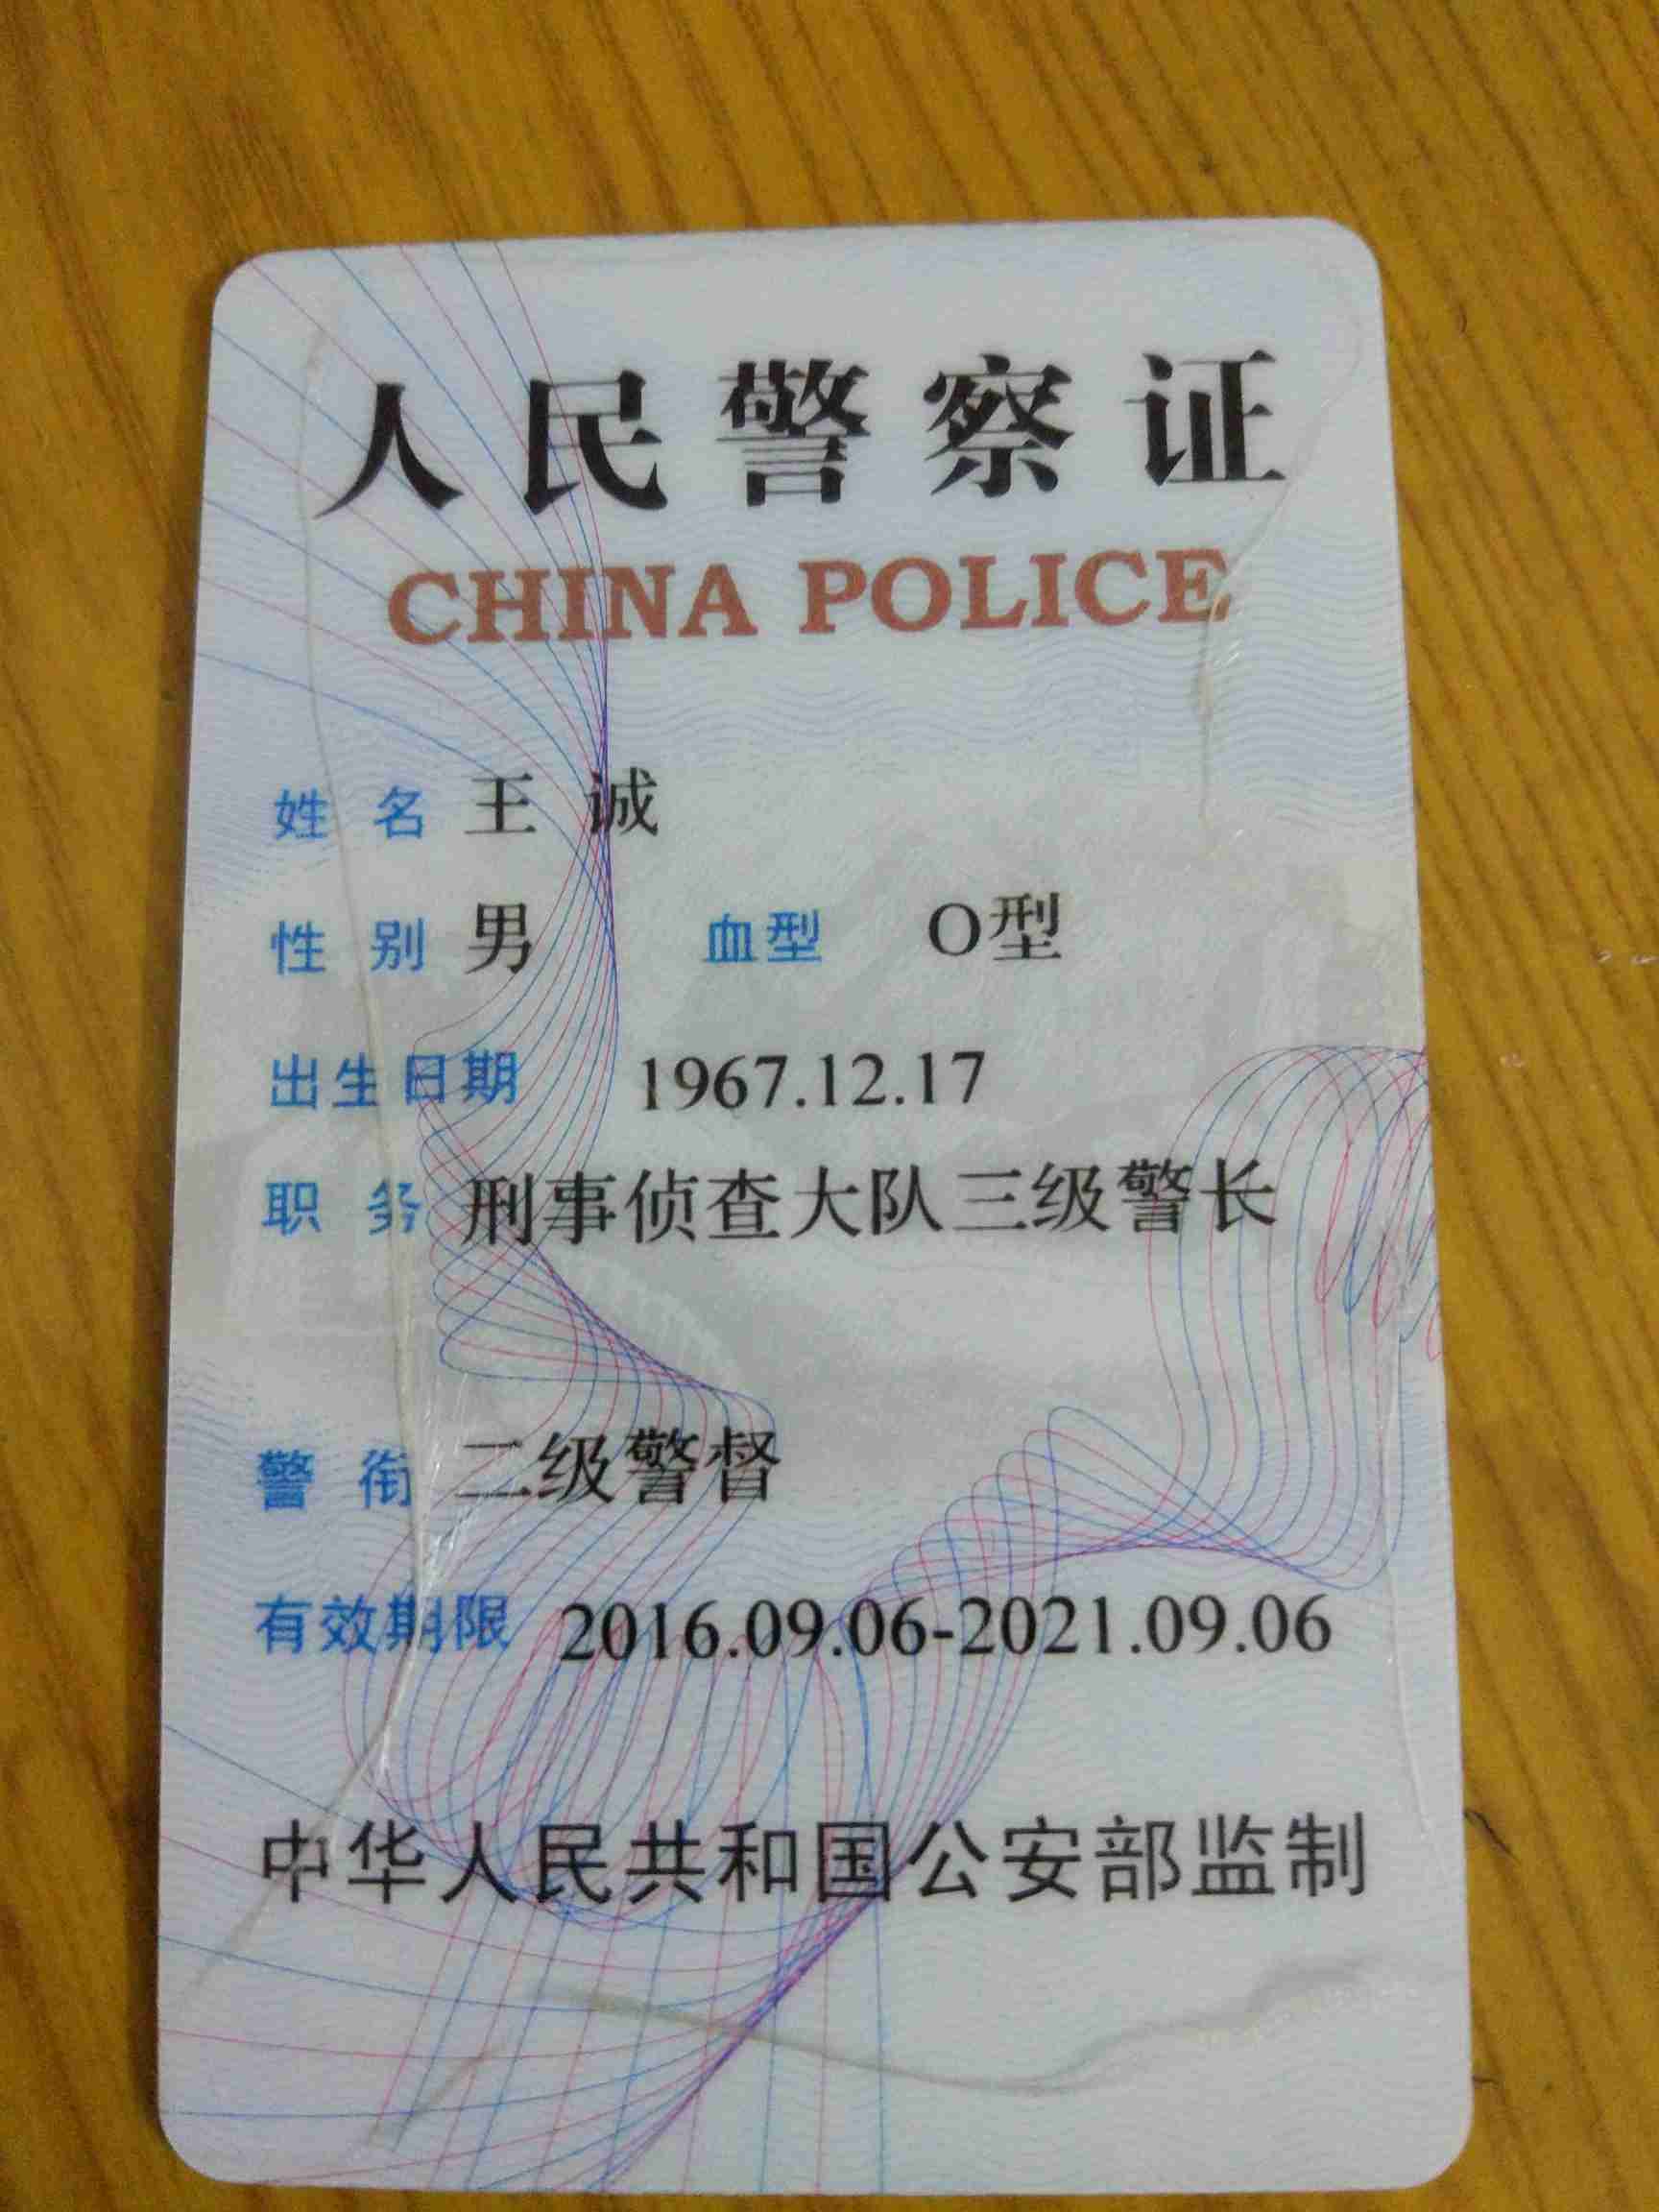 人民警察证
CHINA POLICE
姓名 王诚
性别 男 血型 O型
出生日期 1967.12.17
职务 刑事侦查大队三级警长
警衔 二级警督
有效期限 2016.09.06-2021.09.06
中华人民共和国公安部监制